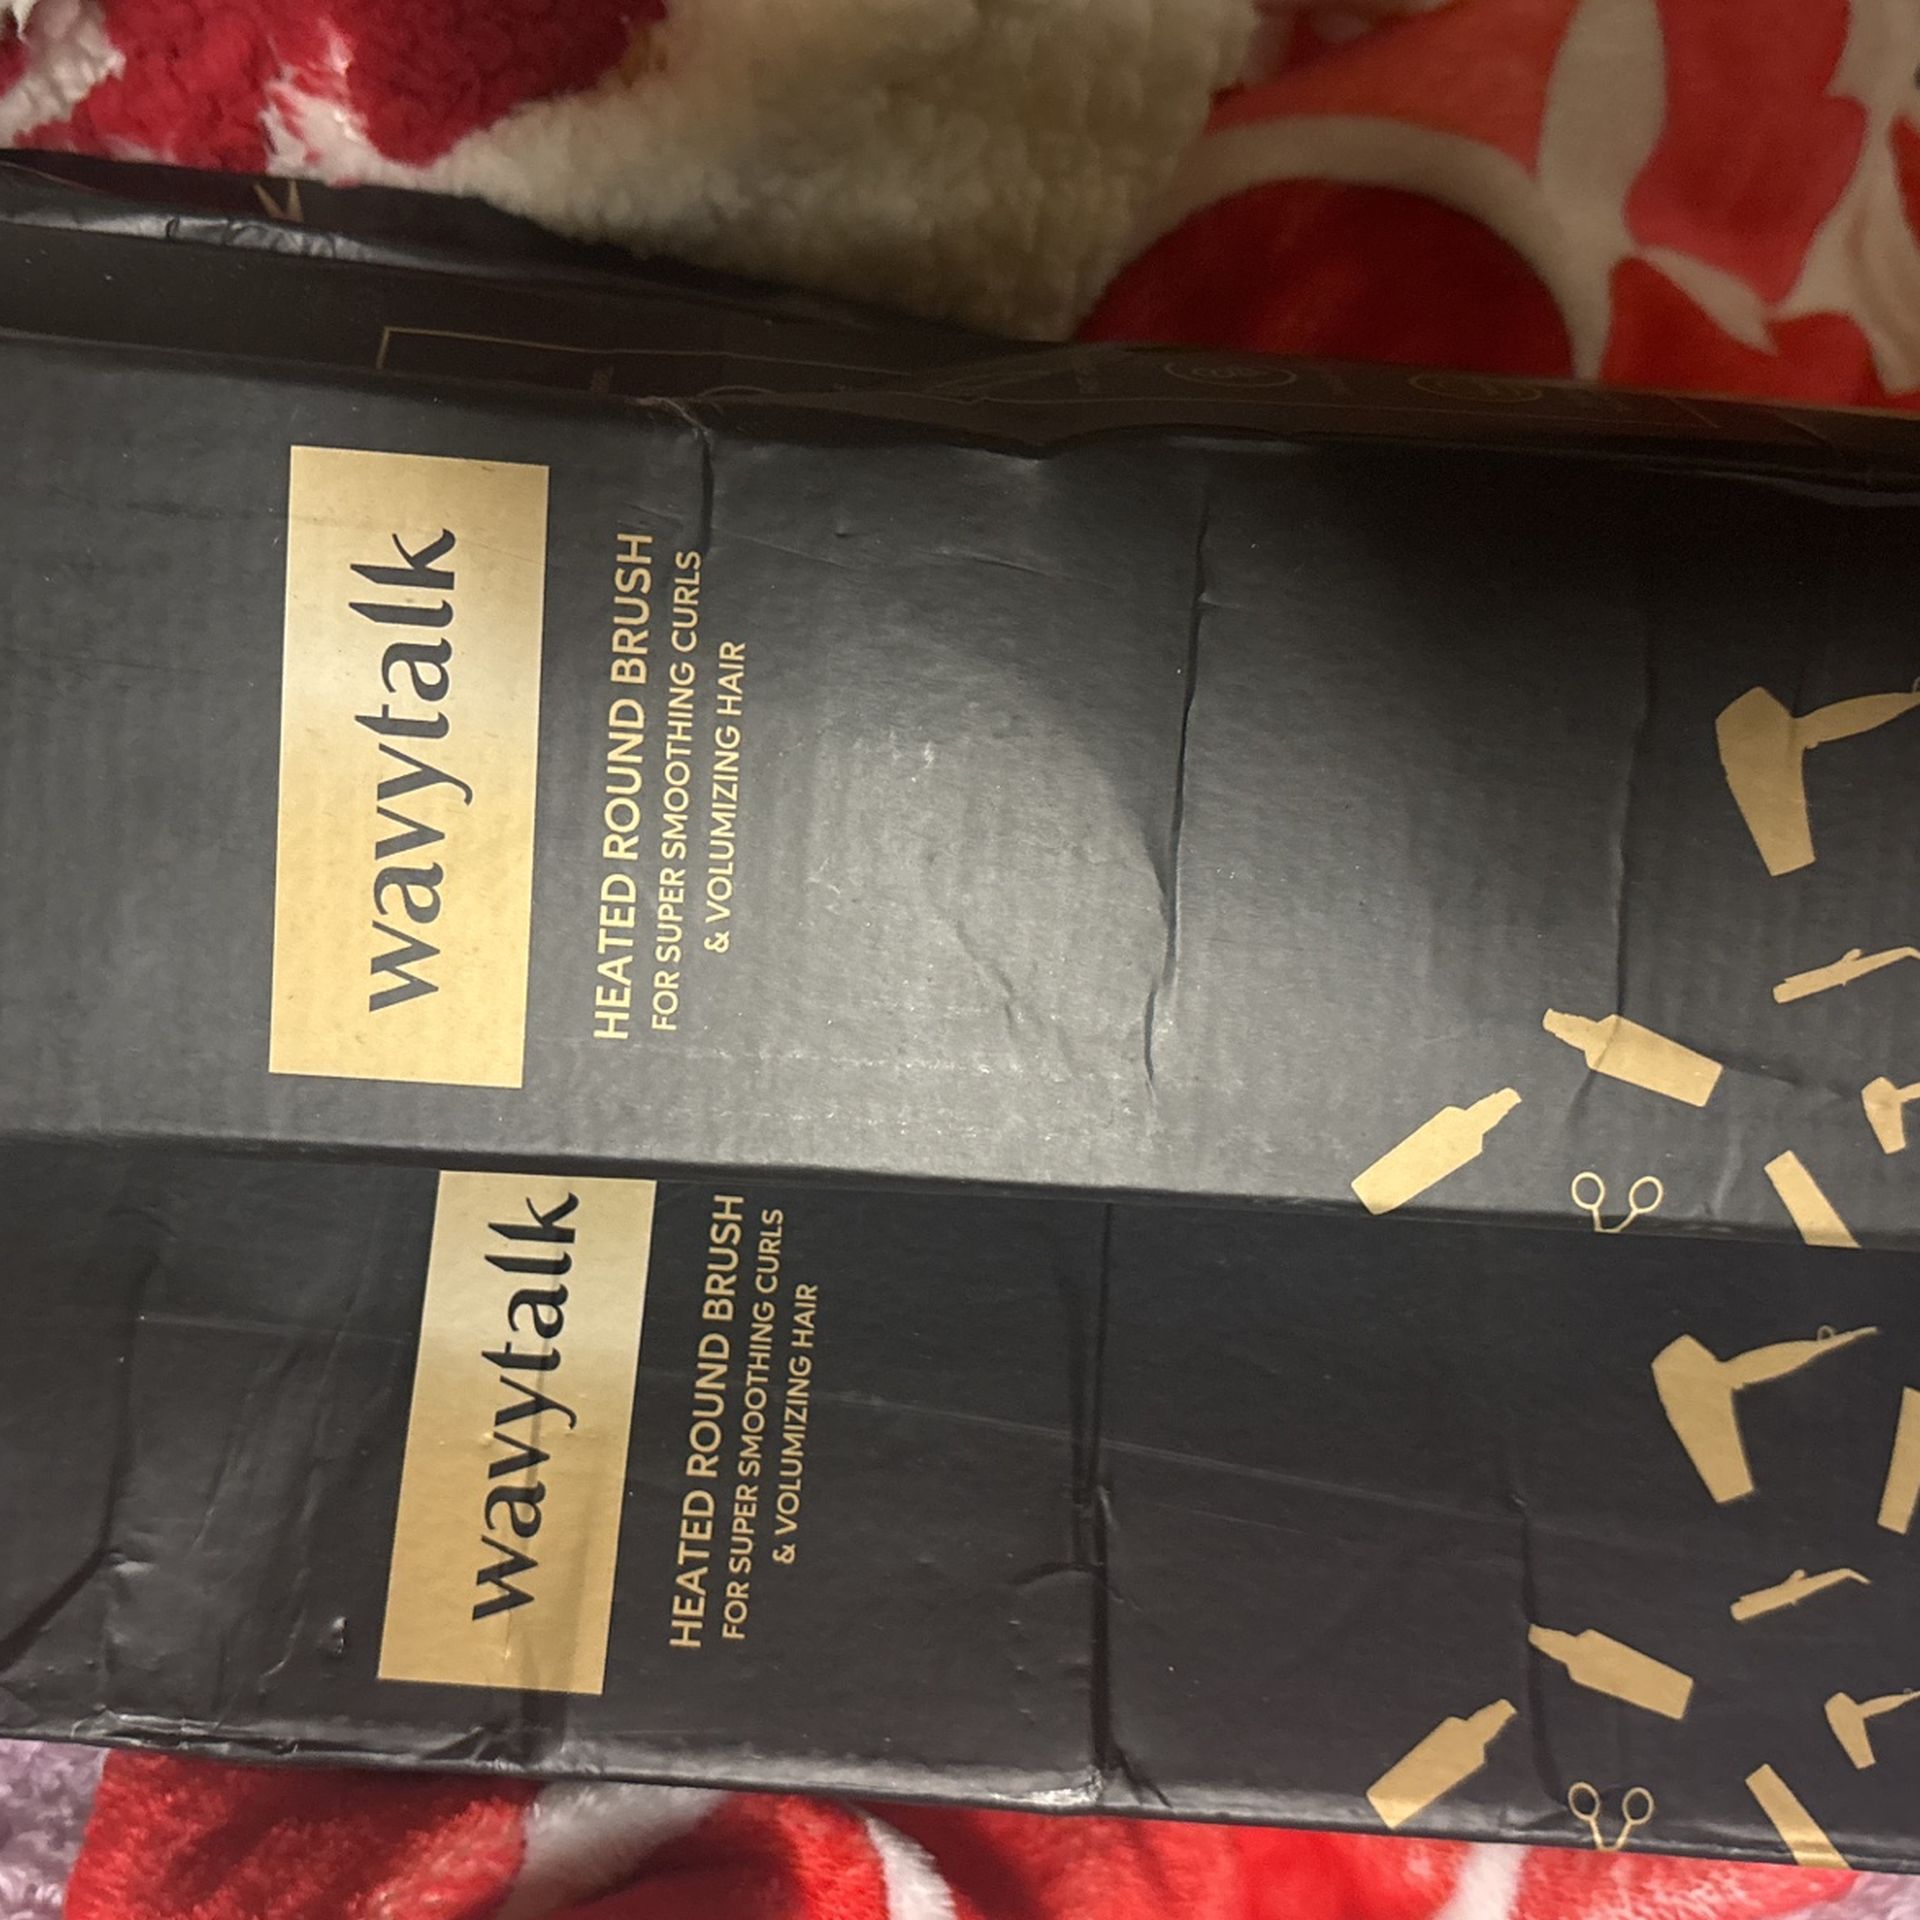 wavytalk
HEATED ROUND BRUSH
FOR SUPER SMOOTHING CURLS
& VOLUMIZING HAIR
wavytalk
HEATED ROUND BRUSH
FOR SUPER SMOOTHING CURLS
& VOLUMIZING HAIR